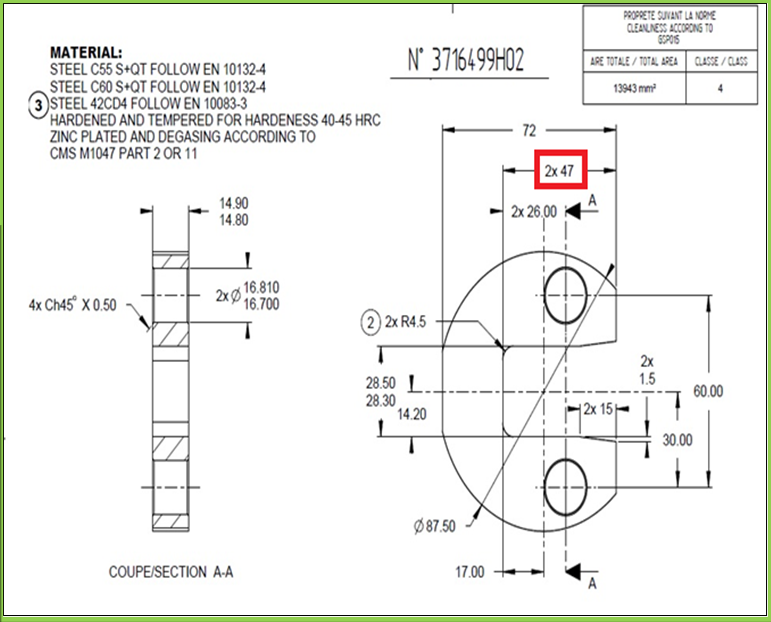 MATERIAL:
STEEL C55 S+QT FOLLOW EN 10132-4
STEEL C60 S+QT FOLLOW EN 10132-4
3 STEEL 42CD4 FOLLOW EN 10083-3
HARDENED AND TEMPERED FOR HARDENESS 40-45 HRC
ZINC PLATED AND DEGASING ACCORDING TO
CMS M1047 PART 2 OR 11
N° 3716499H02
PROPRETE SUIVANT LA NORME
CLEANLINESS ACCORDING TO
GSP015
AIRE TOTALE / TOTAL AREA CLASSE / CLASS
13943 mm² 4
72
2x 47
2x 26.00 A
14.90
14.80
2x Ø 16.810
16.700
4x Ch45° X 0.50
2 2x R4.5
28.50
28.30
14.20
2x
1.5
2x 15
60.00
30.00
Ø 87.50
17.00
A
COUPE/SECTION A-A